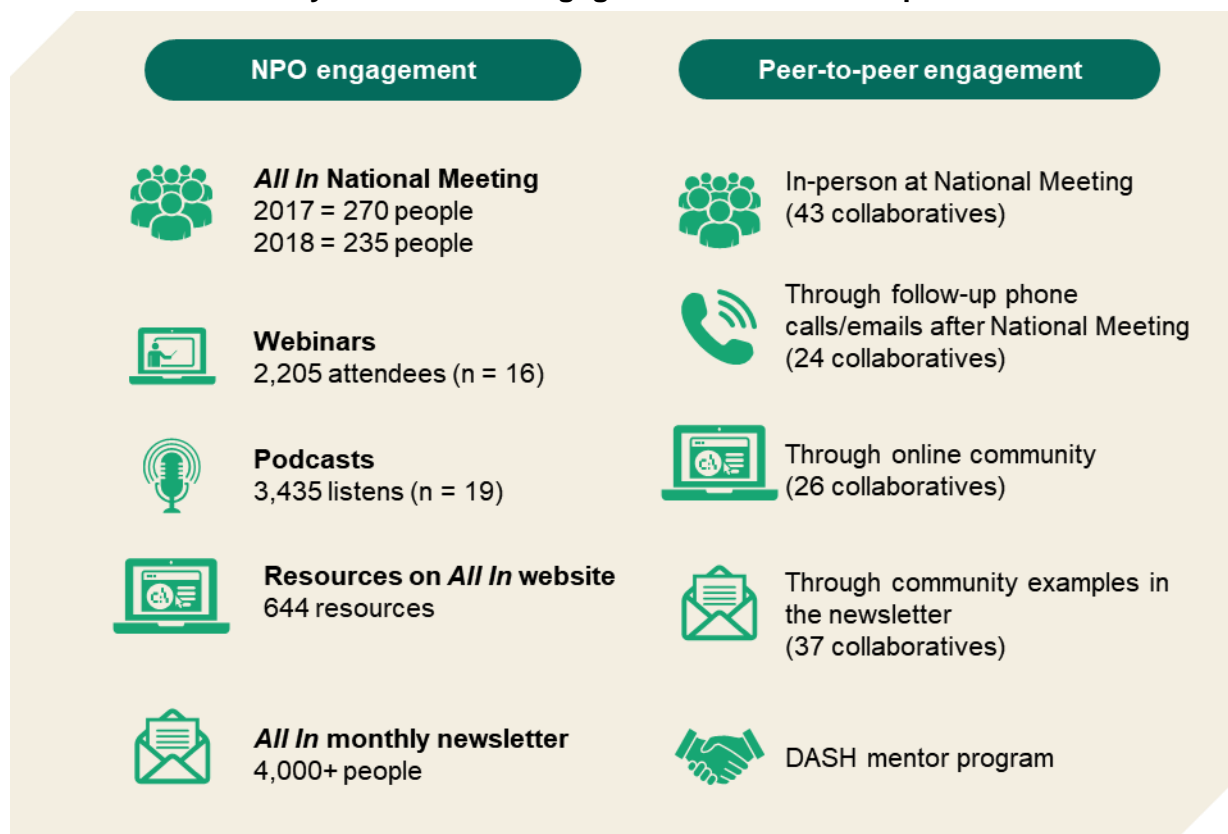 NPO engagement
All In National Meeting
2017 = 270 people
2018 = 235 people
Webinars
2,205 attendees (n = 16)
Podcasts
3,435 listens (n = 19)
Resources on All In website
644 resources
All In monthly newsletter
4,000+ people
Peer-to-peer engagement
In-person at National Meeting
(43 collaboratives)
Through follow-up phone
calls/emails after National Meeting
(24 collaboratives)
Through online community
(26 collaboratives)
Through community examples in
the newsletter
(37 collaboratives)
DASH mentor program